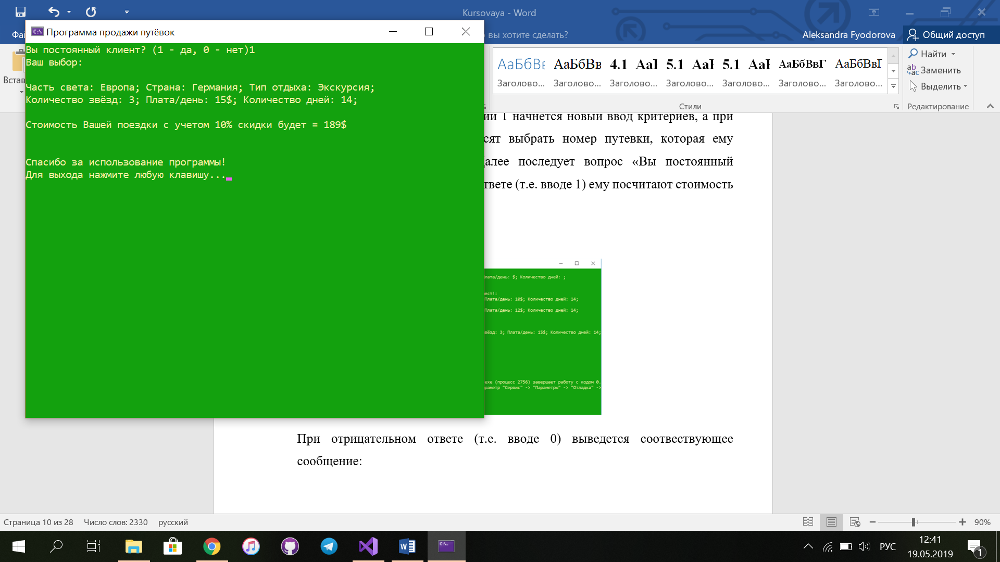 Kursovaya - Word
Фай
вы хотите сделать?
Aleksandra Fyodorova
Общий доступ
Программа продажи путёвок
Встав
АаБбВв
АаБбВв
4.1 АаБ
5.1 АаБ
5.1 АаБ
АаБбВвГ
АаБбВвГ
Заголово...
Заголово...
Заголово...
Заголово...
Заголово...
Заголово...
Заголово...
Стили
Найти
Заменить
Выделить
Редактирование
Вы постоянный клиент? (1 - да, 0 - нет)1
Ваш выбор:
Часть света: Европа; Страна: Германия; Тип отдыха: Экскурсия;
Количество звёзд: 3; Плата/день: 15$; Количество дней: 14;
Стоимость Вашей поездки с учетом 10% скидки будет = 189$
Спасибо за использование программы!
Для выхода нажмите любую клавишу...
ии 1 начнется новый ввод критериев, а при
сят выбрать номер путевки, которая ему
Далее последует вопрос «Вы постоянный
твете (т.е. вводе 1) ему посчитают стоимость
лата/день: $; Количество дней: ;
ест!:
Плата/день: 10$; Количество дней: 14;
Плата/день: 12$; Количество дней: 14;
вёзд: 3; Плата/день: 15$; Количество дней: 14;
exe (процесс 2756) завершает работу с кодом 0.
раметр "Сервис" -> "Параметры" -> "Отладка" ->
При отрицательном ответе (т.е. вводе 0) выведется соотвествующее
сообщение:
Страница 10 из 28
Число слов: 2330
русский
90%
РУС
12:41
19.05.2019
1